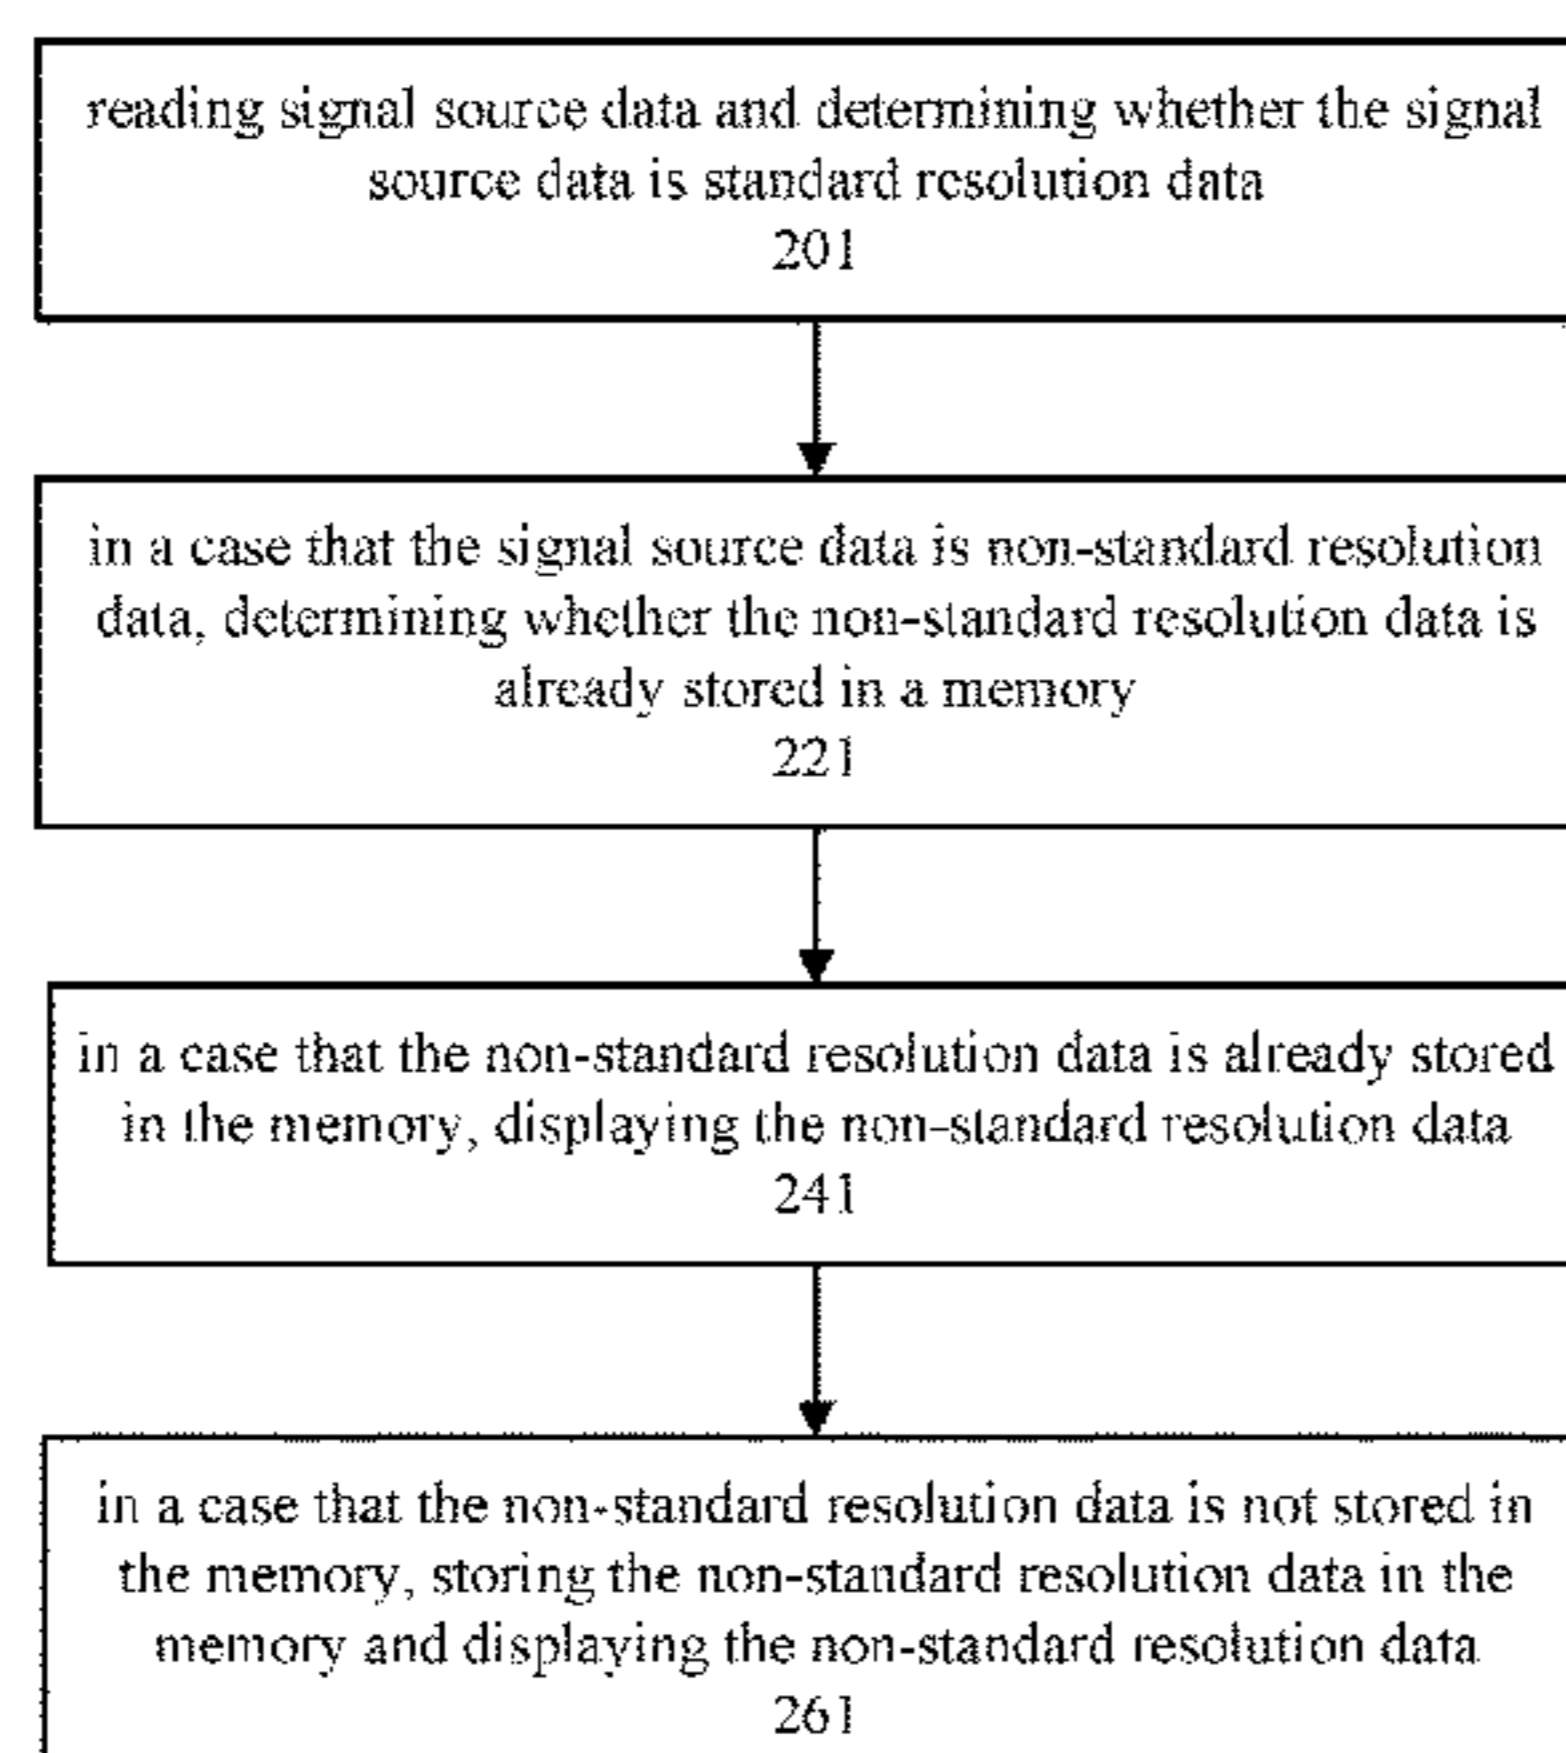 reading signal source data and determining whether the signal
source data is standard resolution data
201
in a case that the signal source data is non-standard resolution
data, determining whether the non-standard resolution data is
already stored in a memory
221
in a case that the non-standard resolution data is already stored
in the memory, displaying the non-standard resolution data
241
in a case that the non-standard resolution data is not stored in
the memory, storing the non-standard resolution data in the
memory and displaying the non-standard resolution data
261